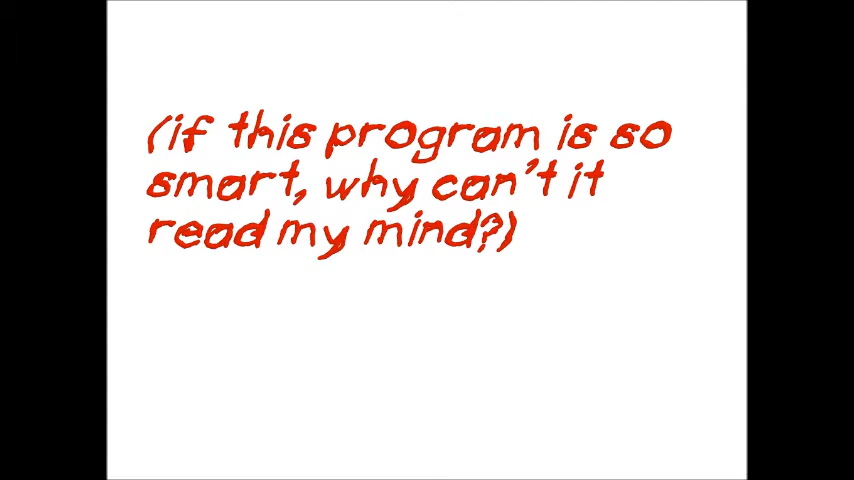 (if this program is so
smart, why can't it
read my mind?)